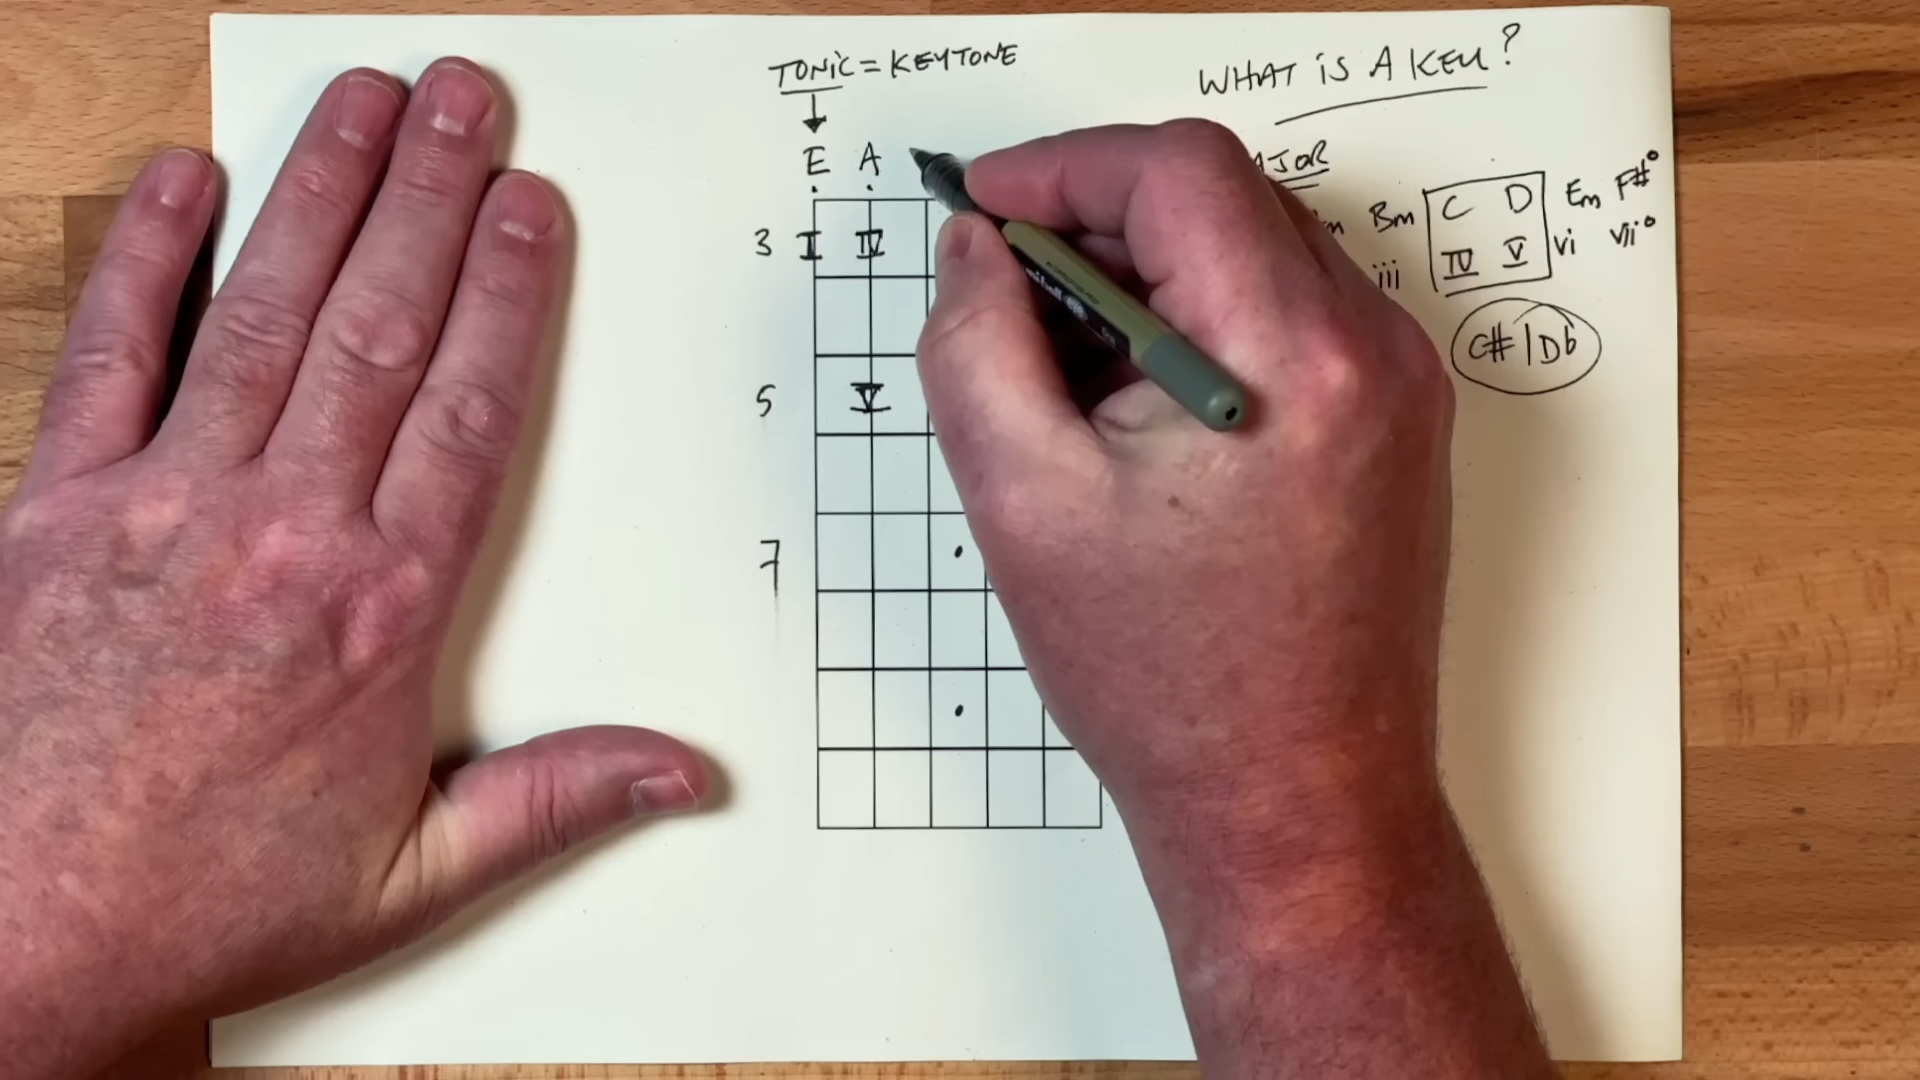 TONiC = KEYTONE
WHAT iS A KEY?
E A
AJOR
m Bm C D Em F#°
iii IV V vi vii°
3 I IV
C# | Db
5 V
7